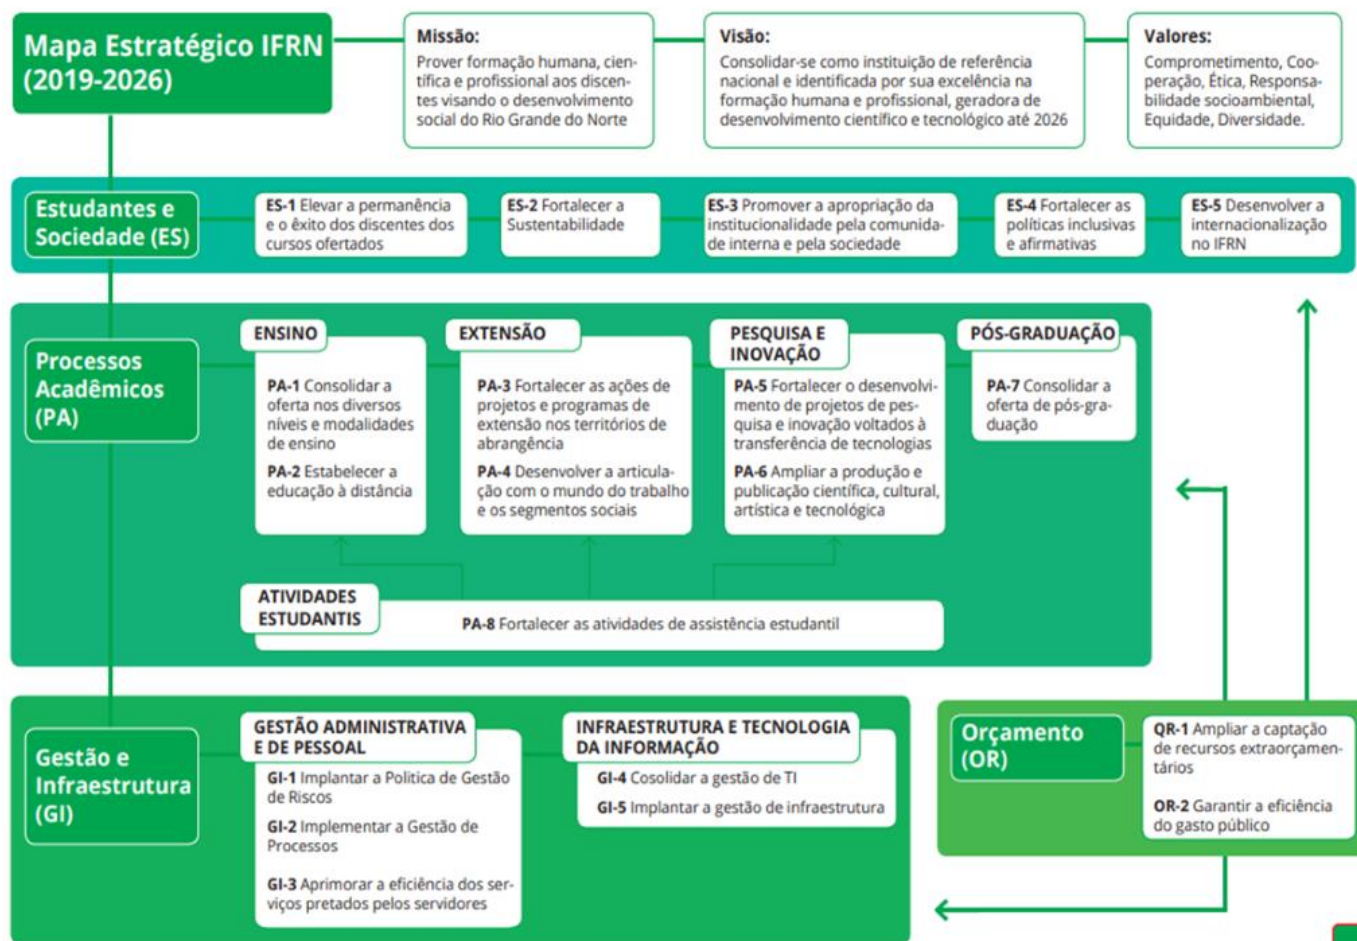 Mapa Estratégico IFRN
(2019-2026)
Missão:
Prover formação humana, cien-
tífica e profissional aos discen-
tes visando o desenvolvimento
social do Rio Grande do Norte
Visão:
Consolidar-se como instituição de referência
nacional e identificada por sua excelência na
formação humana e profissional, geradora de
desenvolvimento científico e tecnológico até 2026
Valores:
Comprometimento, Coo-
peração, Ética, Responsa-
bilidade socioambiental,
Equidade, Diversidade.
Estudantes e
Sociedade (ES)
ES-1 Elevar a permanência
e o êxito dos discentes dos
cursos ofertados
ES-2 Fortalecer a
Sustentabilidade
ES-3 Promover a apropriação da
institucionalidade pela comunida-
de interna e pela sociedade
ES-4 Fortalecer as
políticas inclusivas
e afirmativas
ES-5 Desenvolver a
internacionalização
no IFRN
Processos
Acadêmicos
(PA)
ENSINO
PA-1 Consolidar a
oferta nos diversos
níveis e modalidades
de ensino
PA-2 Estabelecer a
educação à distância
EXTENSÃO
PA-3 Fortalecer as ações de
projetos e programas de
extensão nos territórios de
abrangência
PA-4 Desenvolver a articula-
ção com o mundo do trabalho
e os segmentos sociais
PESQUISA E
INOVAÇÃO
PA-5 Fortalecer o desenvolvi-
mento de projetos de pes-
quisa e inovação voltados à
transferência de tecnologias
PA-6 Ampliar a produção e
publicação científica, cultural,
artística e tecnológica
PÓS-GRADUAÇÃO
PA-7 Consolidar a
oferta de pós-gra-
duação
ATIVIDADES
ESTUDANTIS
PA-8 Fortalecer as atividades de assistência estudantil
Gestão e
Infraestrutura
(GI)
GESTÃO ADMINISTRATIVA
E DE PESSOAL
GI-1 Implantar a Politica de Gestão
de Riscos
GI-2 Implementar a Gestão de
Processos
GI-3 Aprimorar a eficiência dos ser-
viços pretados pelos servidores
INFRAESTRUTURA E TECNOLOGIA
DA INFORMAÇÃO
GI-4 Cosolidar a gestão de TI
GI-5 Implantar a gestão de infraestrutura
Orçamento
(OR)
QR-1 Ampliar a captação
de recursos extraorçamen-
tários
OR-2 Garantir a eficiência
do gasto público